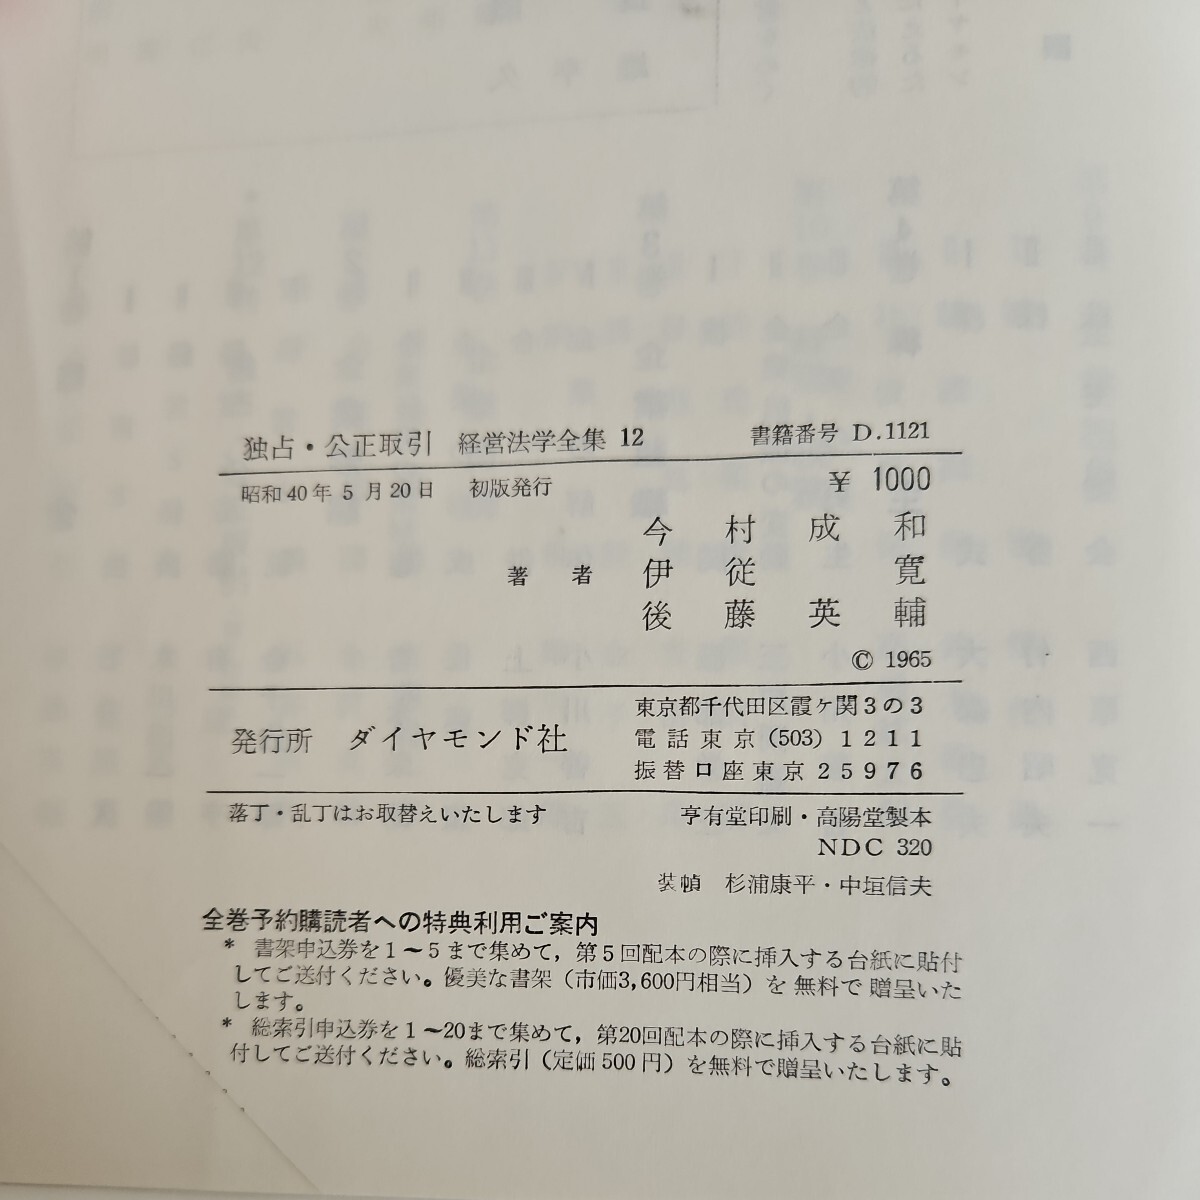 独占・公正取引　経営法学全集 12　書籍番号 D.1121
昭和40年 5 月20日　初版発行　¥ 1000
今村成和
著者　伊従寛
後藤英輔
© 1965
東京都千代田区霞ヶ関3の3
発行所　ダイヤモンド社　電話東京 (503) 1211
振替口座東京 25976
落丁・乱丁はお取替えいたします　亨有堂印刷・高陽堂製本
NDC 320
装幀　杉浦康平・中垣信夫
全巻予約購読者への特典利用ご案内
* 書架申込券を1～5まで集めて，第5回配本の際に挿入する台紙に貼付
してご送付ください。優美な書架（市価3,600円相当）を無料で贈呈いた
します。
* 総索引申込券を1～20まで集めて，第20回配本の際に挿入する台紙に貼
付してご送付ください。総索引（定価500円）を無料で贈呈いたします。